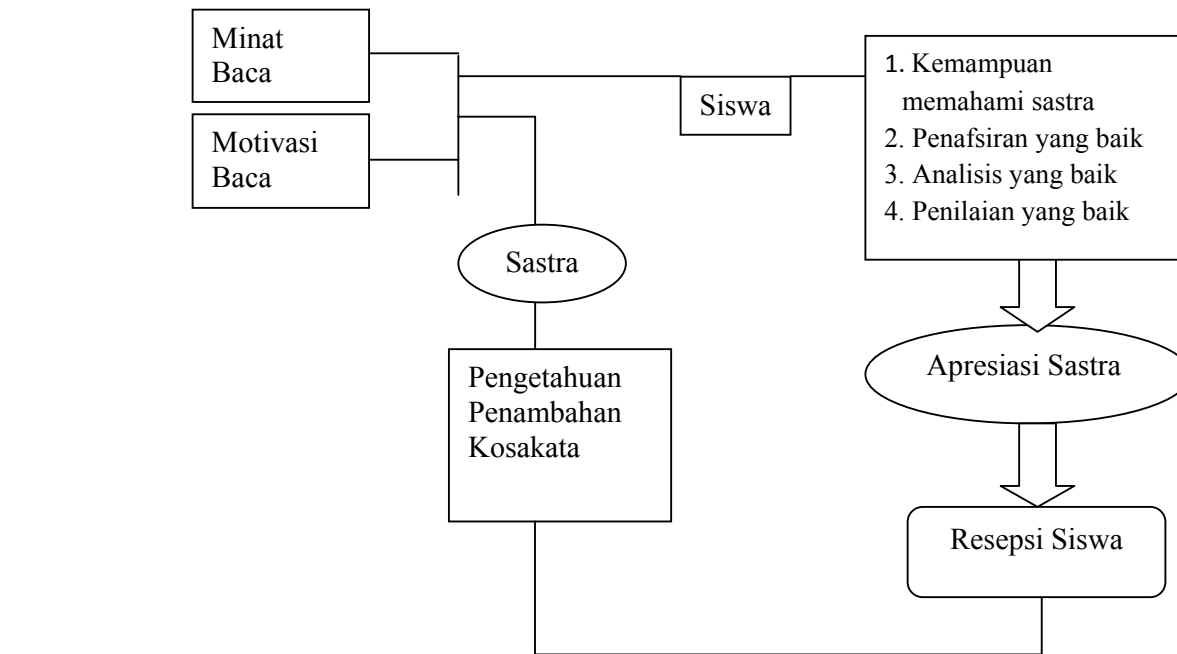 Minat
Baca
Motivasi
Baca
Siswa
1. Kemampuan
memahami sastra
2. Penafsiran yang baik
3. Analisis yang baik
4. Penilaian yang baik
Sastra
Pengetahuan
Penambahan
Kosakata
Apresiasi Sastra
Resepsi Siswa